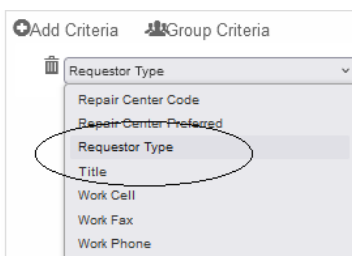 Add Criteria Group Criteria
Requestor Type
Repair Center Code
Repair Center Preferred
Requestor Type
Title
Work Cell
Work Fax
Work Phone